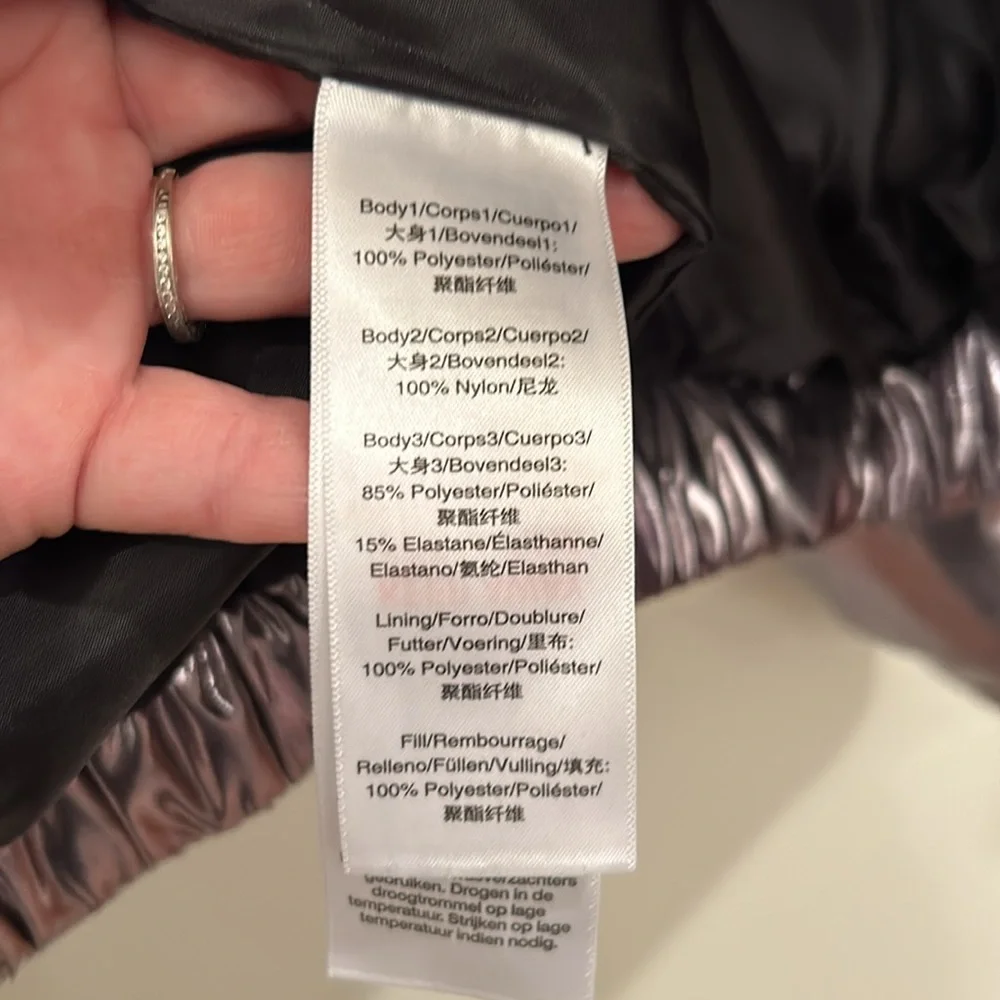 Body1/Corps1/Cuerpo1/
大身1/Bovendeel1:
100% Polyester/Poliéster/
聚酯纤维
Body2/Corps2/Cuerpo2/
大身2/Bovendeel2:
100% Nylon/尼龙
Body3/Corps3/Cuerpo3/
大身3/Bovendeel3:
85% Polyester/Poliéster/
聚酯纤维
15% Elastane/Élasthanne/
Elastano/氨纶/Elasthan
Lining/Forro/Doublure/
Futter/Voering/里布:
100% Polyester/Poliéster/
聚酯纤维
Fill/Rembourrage/
Relleno/Füllen/Vulling/填充:
100% Polyester/Poliéster/
聚酯纤维
gebruiken. Drogen in de
droogtrommel op lage
temperatuur. Strijken op lage
temperatuur indien nodig.